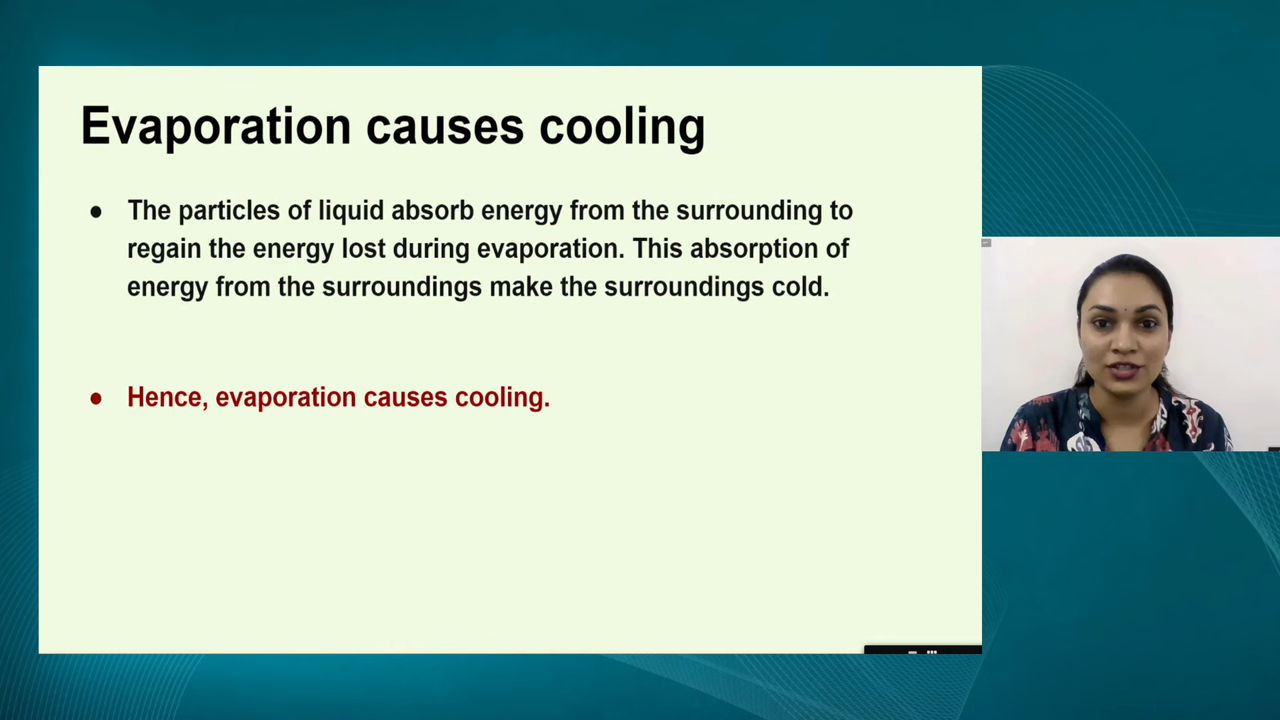 Evaporation causes cooling
● The particles of liquid absorb energy from the surrounding to
regain the energy lost during evaporation. This absorption of
energy from the surroundings make the surroundings cold.
● Hence, evaporation causes cooling.